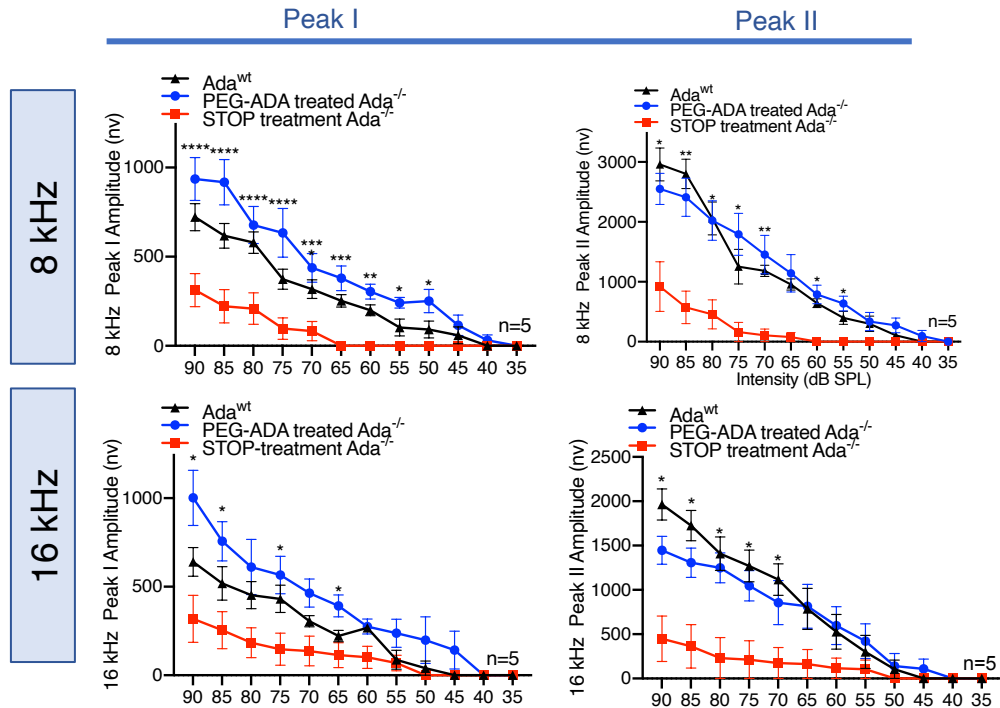 Peak I
Peak II
8 kHz
16 kHz
Ada^wt
PEG-ADA treated Ada^-/-
STOP treatment Ada^-/-
8 kHz Peak I Amplitude (nv)
1000
500
0
**** **** **** **** *** * *** ** * *
n=5
90 85 80 75 70 65 60 55 50 45 40 35
Ada^wt
PEG-ADA treated Ada^-/-
STOP treatment Ada^-/-
8 kHz Peak II Amplitude (nv)
3000
2000
1000
0
* ** * * ** * *
n=5
90 85 80 75 70 65 60 55 50 45 40 35
Intensity (dB SPL)
Ada^wt
PEG-ADA treated Ada^-/-
STOP-treatment Ada^-/-
16 kHz Peak I Amplitude (nv)
1000
500
0
* * * *
n=5
90 85 80 75 70 65 60 55 50 45 40 35
Ada^wt
PEG-ADA treated Ada^-/-
STOP treatment Ada^-/-
16 kHz Peak II Amplitude (nv)
2500
2000
1500
1000
500
0
* * * * *
n=5
90 85 80 75 70 65 60 55 50 45 40 35